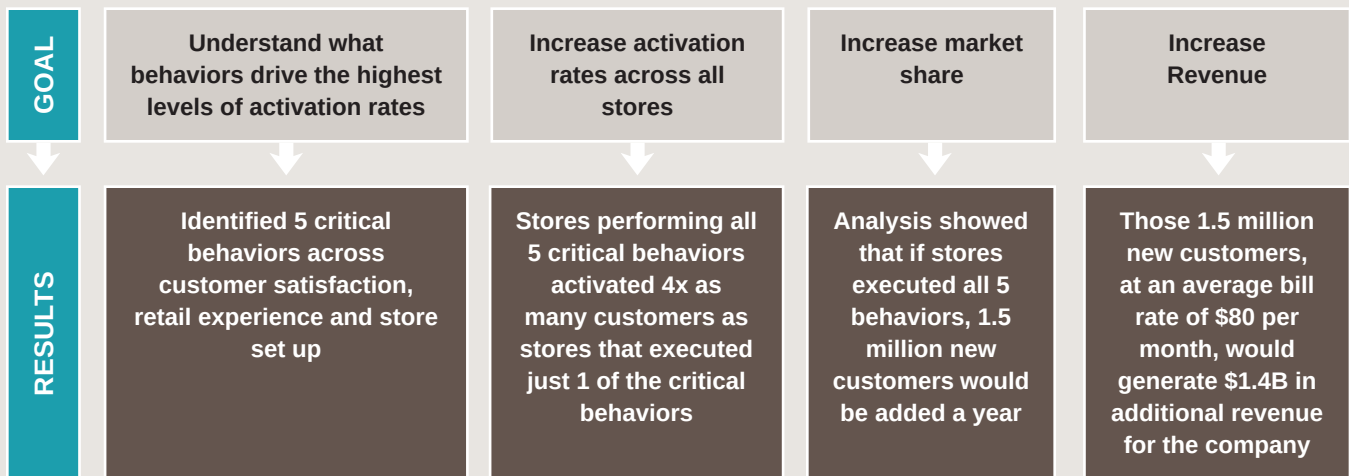 GOAL
Understand what
behaviors drive the highest
levels of activation rates
Increase activation
rates across all
stores
Increase market
share
Increase
Revenue
RESULTS
Identified 5 critical
behaviors across
customer satisfaction,
retail experience and store
set up
Stores performing all
5 critical behaviors
activated 4x as
many customers as
stores that executed
just 1 of the critical
behaviors
Analysis showed
that if stores
executed all 5
behaviors, 1.5
million new
customers would
be added a year
Those 1.5 million
new customers,
at an average bill
rate of $80 per
month, would
generate $1.4B in
additional revenue
for the company